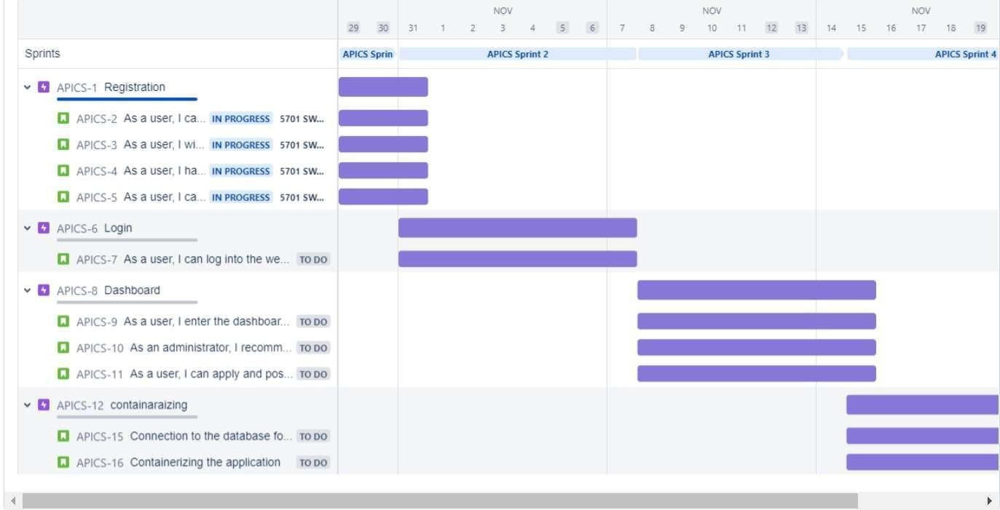 NOV NOV NOV
29 30 31 1 2 3 4 5 6 7 8 9 10 11 12 13 14 15 16 17 18 19
Sprints APICS Sprin APICS Sprint 2 APICS Sprint 3 APICS Sprint 4
APICS-1 Registration
APICS-2 As a user, I ca... IN PROGRESS 5701 SW...
APICS-3 As a user, I wi... IN PROGRESS 5701 SW...
APICS-4 As a user, I ha... IN PROGRESS 5701 SW...
APICS-5 As a user, I ca... IN PROGRESS 5701 SW...
APICS-6 Login
APICS-7 As a user, I can log into the we... TO DO
APICS-8 Dashboard
APICS-9 As a user, I enter the dashboar... TO DO
APICS-10 As an administrator, I recomm... TO DO
APICS-11 As a user, I can apply and pos... TO DO
APICS-12 containaraizing
APICS-15 Connection to the database fo... TO DO
APICS-16 Containerizing the application TO DO